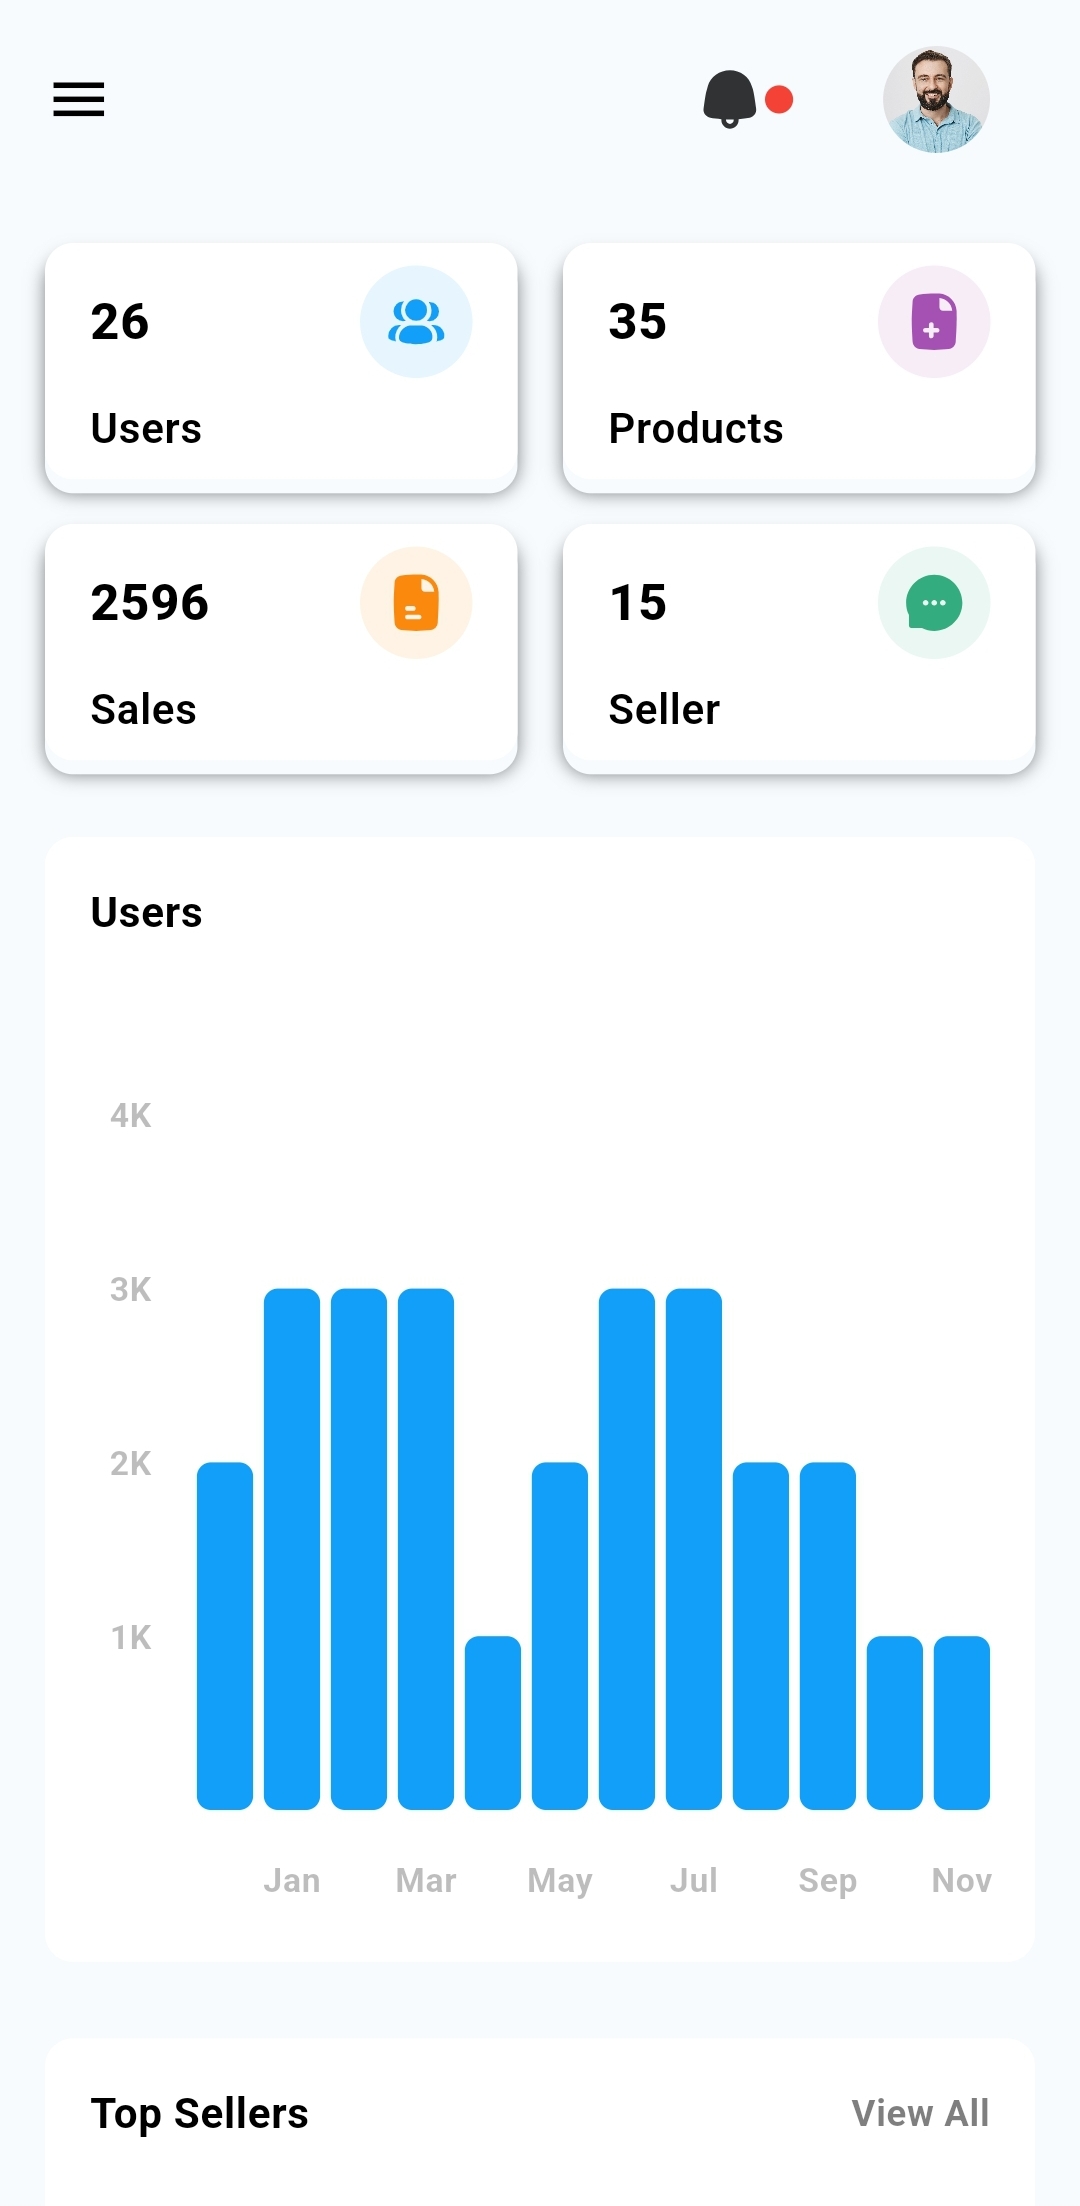 26
Users
35
Products
2596
Sales
15
Seller
Users
4K
3K
2K
1K
Jan Mar May Jul Sep Nov
Top Sellers View All